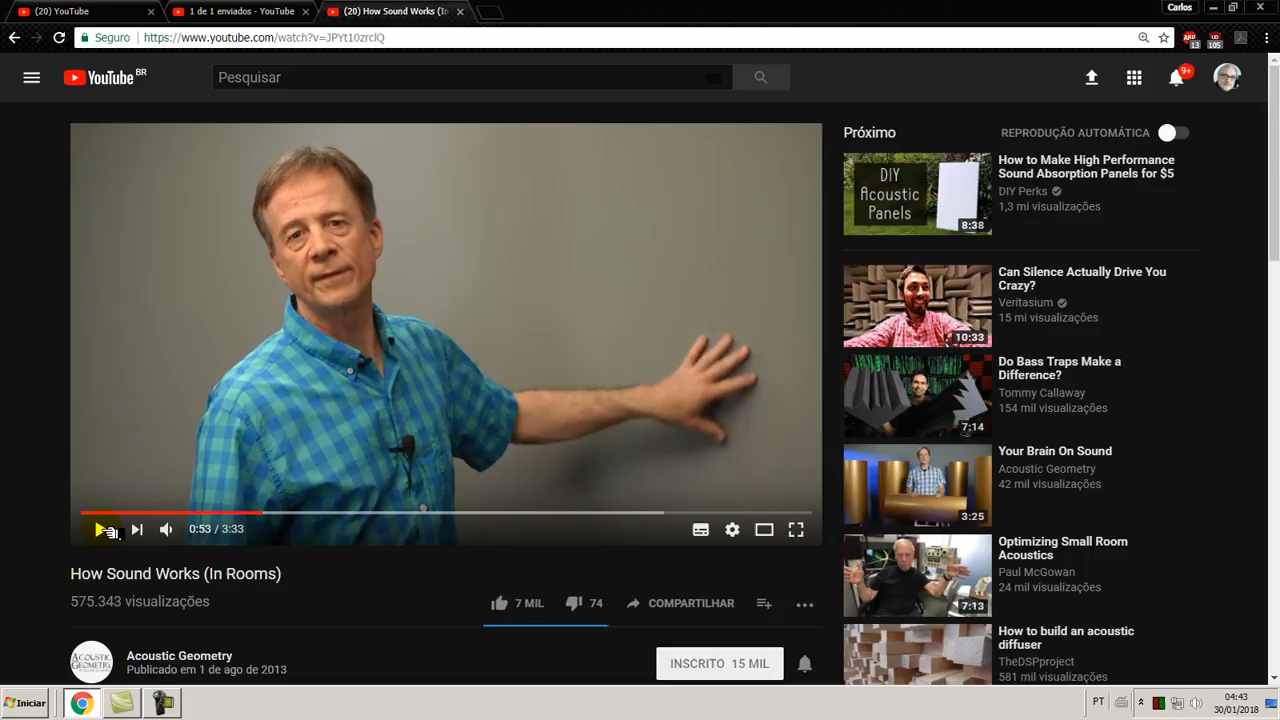 (20) YouTube
1 de 1 enviados - YouTube
(20) How Sound Works (In
Carlos
Seguro
https://www.youtube.com/watch?v=JPYt10zrclQ
13
105
YouTube BR
Pesquisar
9+
Próximo
REPRODUÇÃO AUTOMÁTICA
DIY
Acoustic
Panels
8:38
How to Make High Performance
Sound Absorption Panels for $5
DIY Perks
1,3 mi visualizações
10:33
Can Silence Actually Drive You
Crazy?
Veritasium
15 mi visualizações
7:14
Do Bass Traps Make a
Difference?
Tommy Callaway
154 mil visualizações
3:25
Your Brain On Sound
Acoustic Geometry
42 mil visualizações
7:13
Optimizing Small Room
Acoustics
Paul McGowan
24 mil visualizações
How to build an acoustic
diffuser
TheDSPproject
581 mil visualizações
0:53 / 3:33
How Sound Works (In Rooms)
575.343 visualizações
7 MIL
74
COMPARTILHAR
ACOUSTIC
GEOMETRY
Acoustic Geometry
Publicado em 1 de ago de 2013
INSCRITO 15 MIL
Iniciar
PT
04:43
30/01/2018